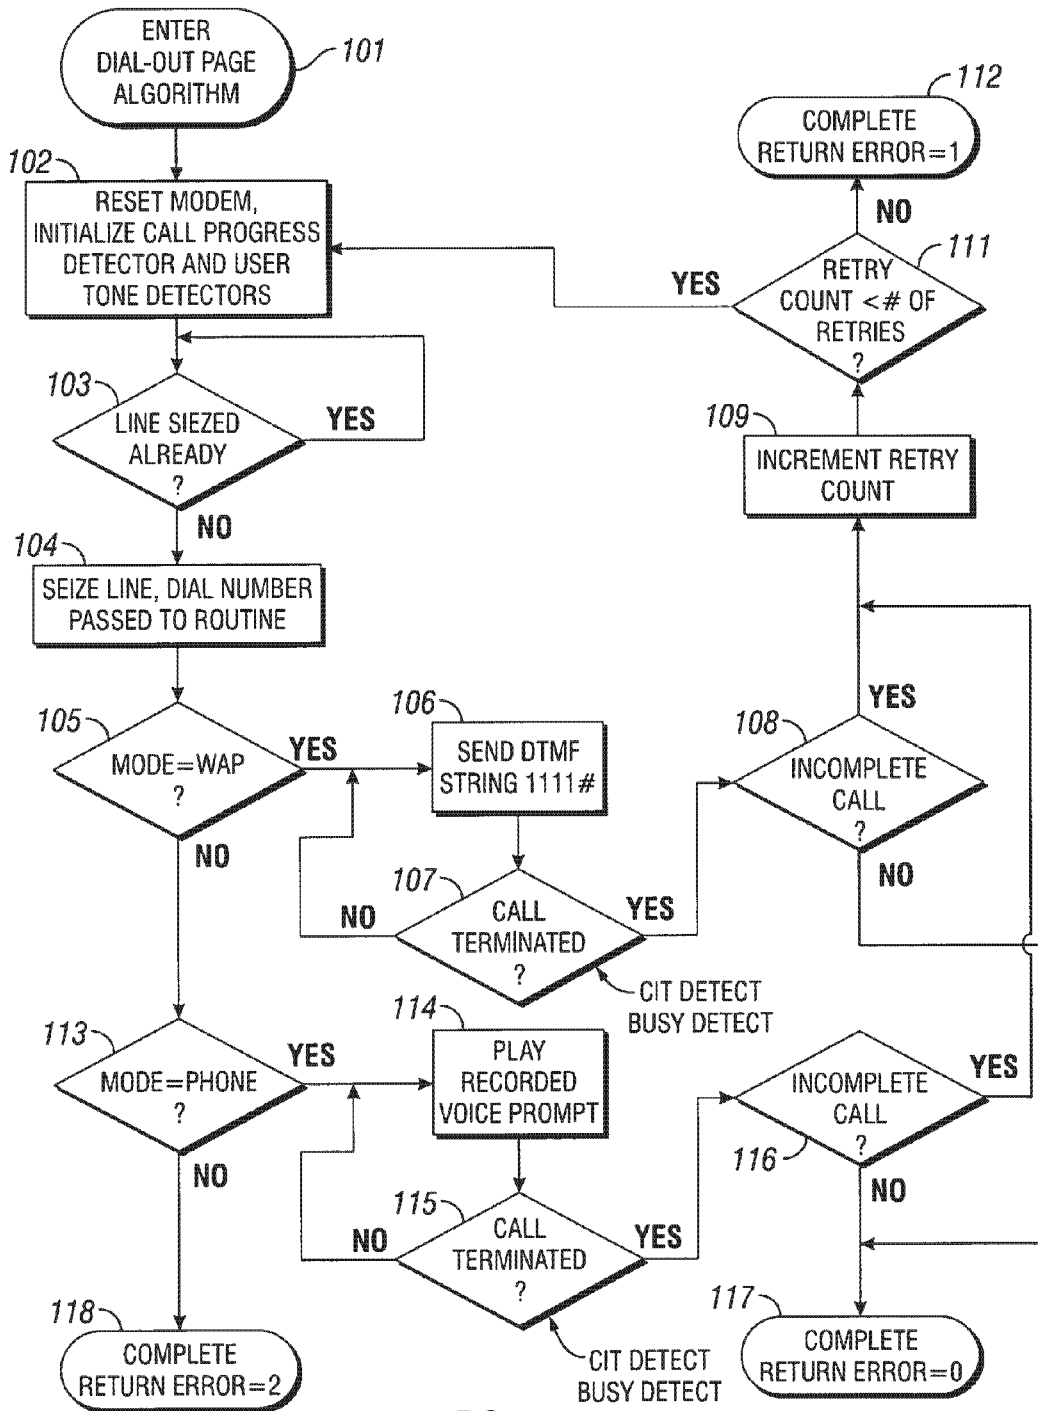 ENTER
DIAL-OUT PAGE
ALGORITHM
101
102
RESET MODEM,
INITIALIZE CALL PROGRESS
DETECTOR AND USER
TONE DETECTORS
103
LINE SIEZED
ALREADY
?
YES
NO
104
SEIZE LINE, DIAL NUMBER
PASSED TO ROUTINE
105
MODE=WAP
?
YES
NO
106
SEND DTMF
STRING 1111#
107
CALL
TERMINATED
?
NO
YES
CIT DETECT
BUSY DETECT
108
INCOMPLETE
CALL
?
YES
NO
109
INCREMENT RETRY
COUNT
111
RETRY
COUNT <# OF
RETRIES
?
YES
NO
112
COMPLETE
RETURN ERROR=1
113
MODE=PHONE
?
YES
NO
114
PLAY
RECORDED
VOICE PROMPT
115
CALL
TERMINATED
?
NO
YES
CIT DETECT
BUSY DETECT
116
INCOMPLETE
CALL
?
YES
NO
117
COMPLETE
RETURN ERROR=0
118
COMPLETE
RETURN ERROR=2